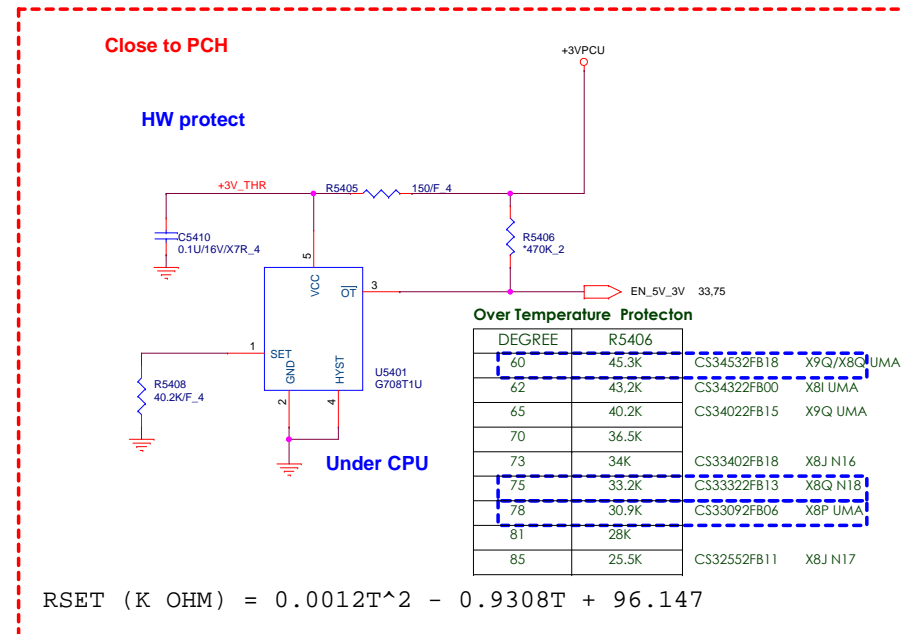 Close to PCH
+3VPCU
HW protect
+3V_THR
R5405
150/F_4
C5410
0.1U/16V/X7R_4
R5406
*470K_2
5
VCC
OT
3
EN_5V_3V 33,75
1
SET
GND
HYST
U5401
G708T1U
R5408
40.2K/F_4
2
4
Under CPU
Over Temperature Protecton
DEGREE R5406
60 45.3K CS34532FB18 X9Q/X8Q UMA
62 43,2K CS34322FB00 X8I UMA
65 40.2K CS34022FB15 X9Q UMA
70 36.5K
73 34K CS33402FB18 X8J N16
75 33.2K CS33322FB13 X8Q N18
78 30.9K CS33092FB06 X8P UMA
81 28K
85 25.5K CS32552FB11 X8J N17
RSET (K OHM) = 0.0012T^2 - 0.9308T + 96.147